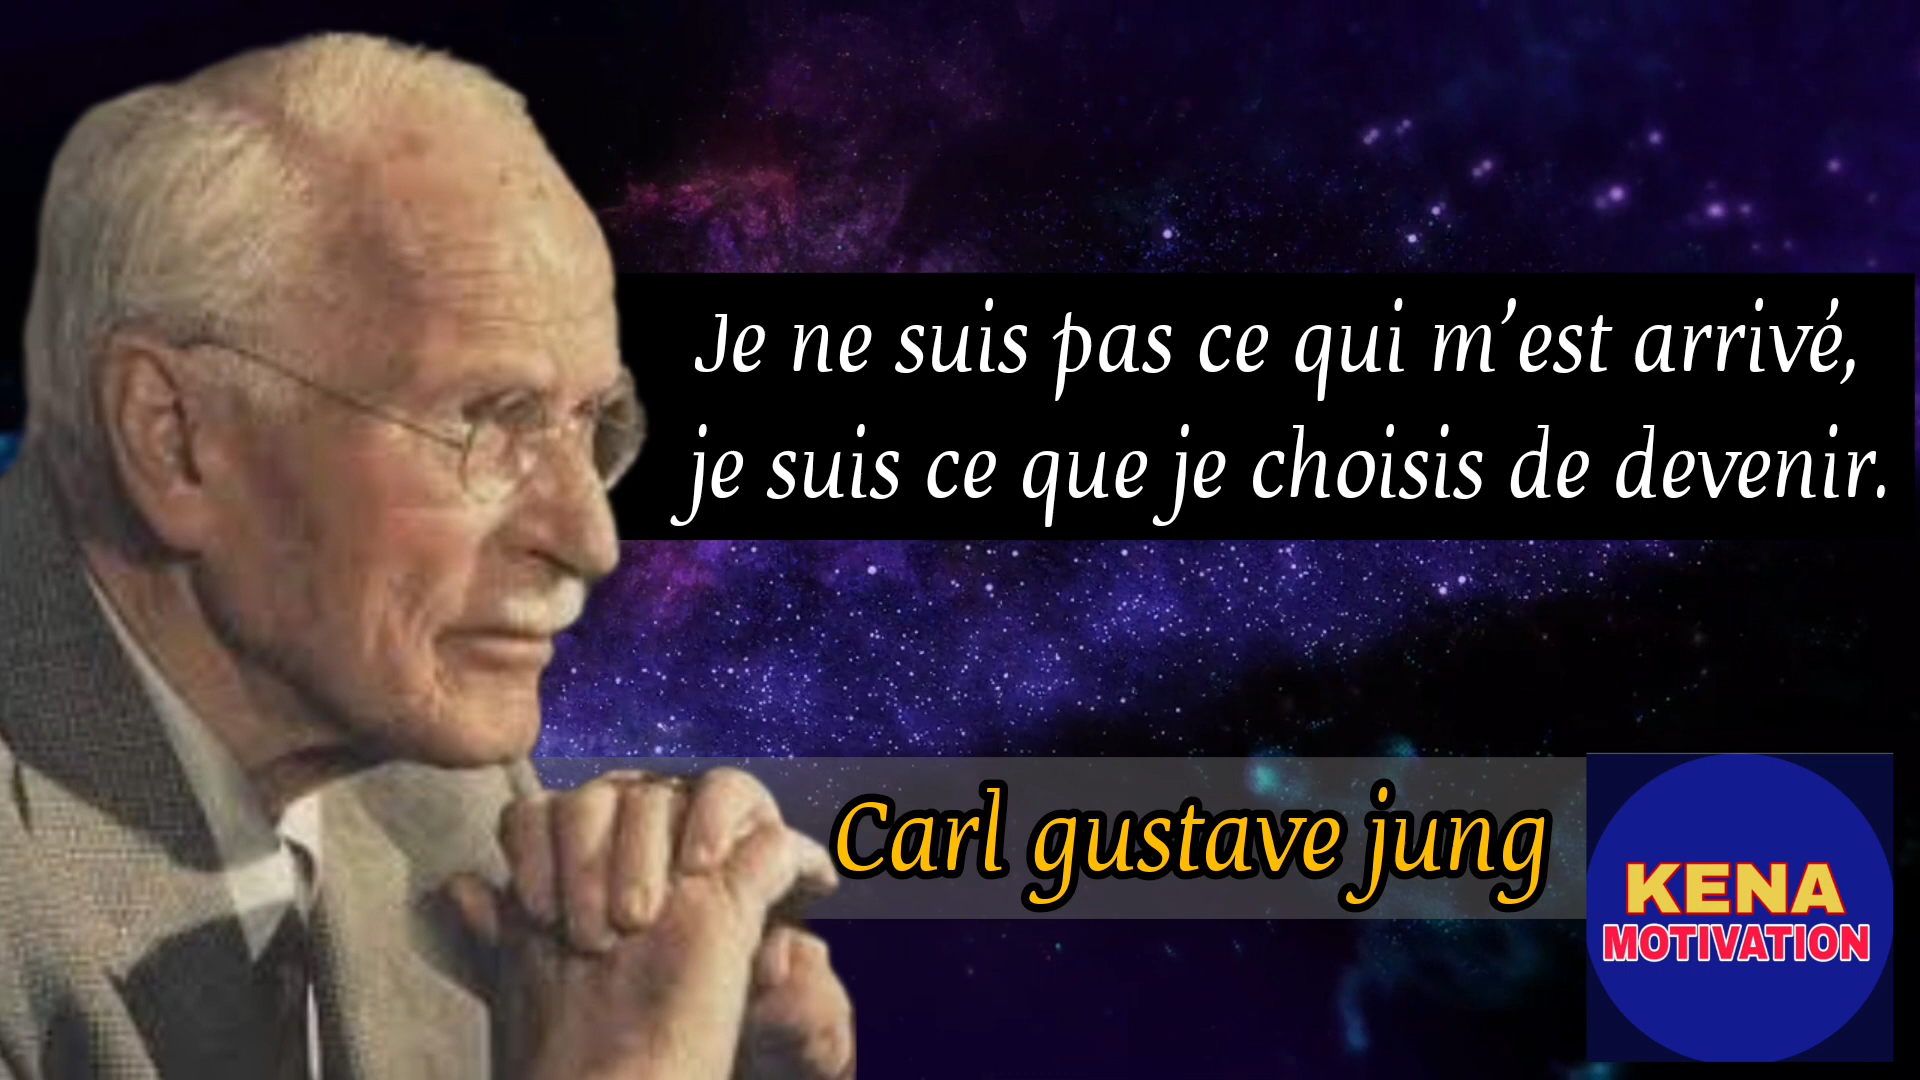 Je ne suis pas ce qui m’est arrivé,
je suis ce que je choisis de devenir.
Carl gustave jung
KENA
MOTIVATION